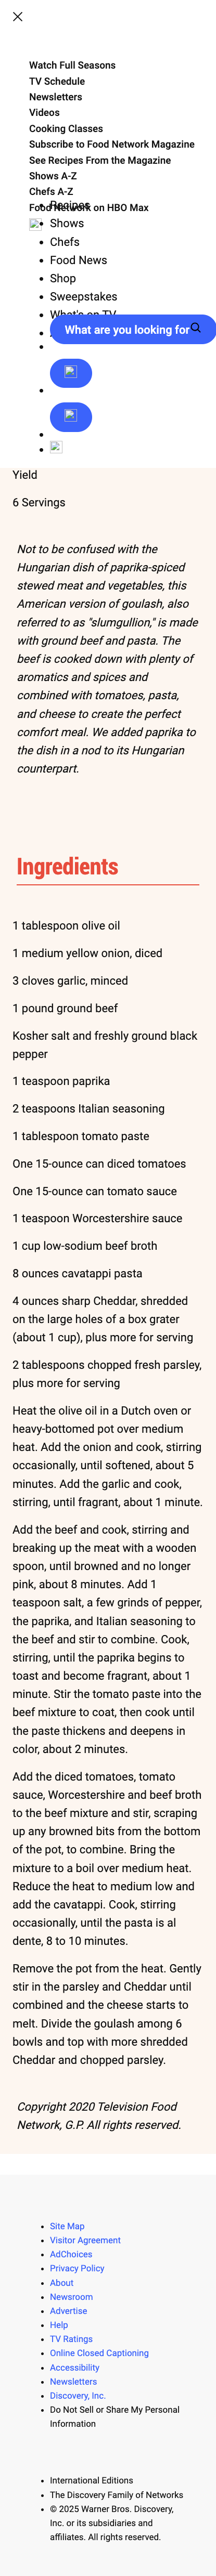 Watch Full Seasons
TV Schedule
Newsletters
Videos
Cooking Classes
Subscribe to Food Network Magazine
See Recipes From the Magazine
Shows A-Z
Chefs A-Z
Food Network on HBO Max
Recipes
Shows
Chefs
Food News
Shop
Sweepstakes
What's on TV
What are you looking for
Yield
6 Servings
Not to be confused with the
Hungarian dish of paprika-spiced
stewed meat and vegetables, this
American version of goulash, also
referred to as "slumgullion," is made
with ground beef and pasta. The
beef is cooked down with plenty of
aromatics and spices and
combined with tomatoes, pasta,
and cheese to create the perfect
comfort meal. We added paprika to
the dish in a nod to its Hungarian
counterpart.
Ingredients
1 tablespoon olive oil
1 medium yellow onion, diced
3 cloves garlic, minced
1 pound ground beef
Kosher salt and freshly ground black
pepper
1 teaspoon paprika
2 teaspoons Italian seasoning
1 tablespoon tomato paste
One 15-ounce can diced tomatoes
One 15-ounce can tomato sauce
1 teaspoon Worcestershire sauce
1 cup low-sodium beef broth
8 ounces cavatappi pasta
4 ounces sharp Cheddar, shredded
on the large holes of a box grater
(about 1 cup), plus more for serving
2 tablespoons chopped fresh parsley,
plus more for serving
Heat the olive oil in a Dutch oven or
heavy-bottomed pot over medium
heat. Add the onion and cook, stirring
occasionally, until softened, about 5
minutes. Add the garlic and cook,
stirring, until fragrant, about 1 minute.
Add the beef and cook, stirring and
breaking up the meat with a wooden
spoon, until browned and no longer
pink, about 8 minutes. Add 1
teaspoon salt, a few grinds of pepper,
the paprika, and Italian seasoning to
the beef and stir to combine. Cook,
stirring, until the paprika begins to
toast and become fragrant, about 1
minute. Stir the tomato paste into the
beef mixture to coat, then cook until
the paste thickens and deepens in
color, about 2 minutes.
Add the diced tomatoes, tomato
sauce, Worcestershire and beef broth
to the beef mixture and stir, scraping
up any browned bits from the bottom
of the pot, to combine. Bring the
mixture to a boil over medium heat.
Reduce the heat to medium low and
add the cavatappi. Cook, stirring
occasionally, until the pasta is al
dente, 8 to 10 minutes.
Remove the pot from the heat. Gently
stir in the parsley and Cheddar until
combined and the cheese starts to
melt. Divide the goulash among 6
bowls and top with more shredded
Cheddar and chopped parsley.
Copyright 2020 Television Food
Network, G.P. All rights reserved.
Site Map
Visitor Agreement
AdChoices
Privacy Policy
About
Newsroom
Advertise
Help
TV Ratings
Online Closed Captioning
Accessibility
Newsletters
Discovery, Inc.
Do Not Sell or Share My Personal
Information
International Editions
The Discovery Family of Networks
© 2025 Warner Bros. Discovery,
Inc. or its subsidiaries and
affiliates. All rights reserved.